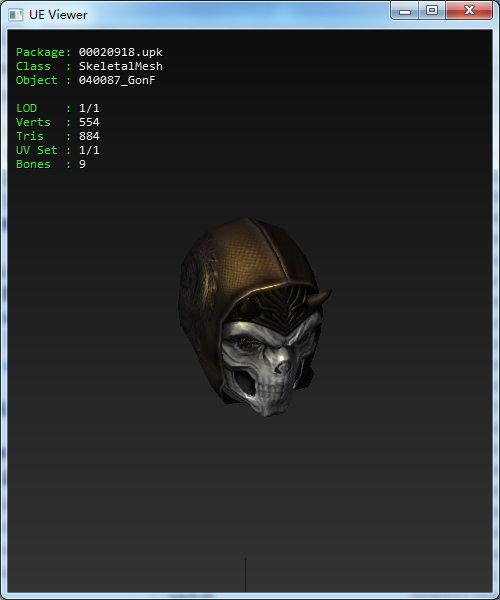 UE Viewer
Package: 00020918.upk
Class  : SkeletalMesh
Object : 040087_GonF
LOD    : 1/1
Verts  : 554
Tris   : 884
UV Set : 1/1
Bones  : 9